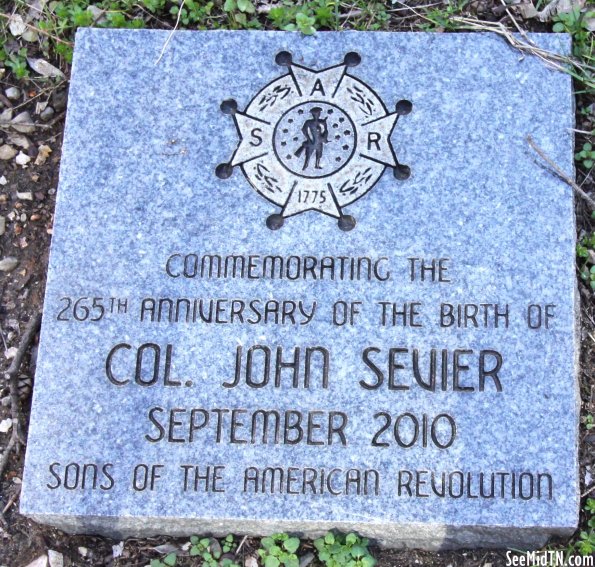 S A R
1775
COMMEMORATING THE
265TH ANNIVERSARY OF THE BIRTH OF
COL. JOHN SEVIER
SEPTEMBER 2010
SONS OF THE AMERICAN REVOLUTION
SeeMidTN.com